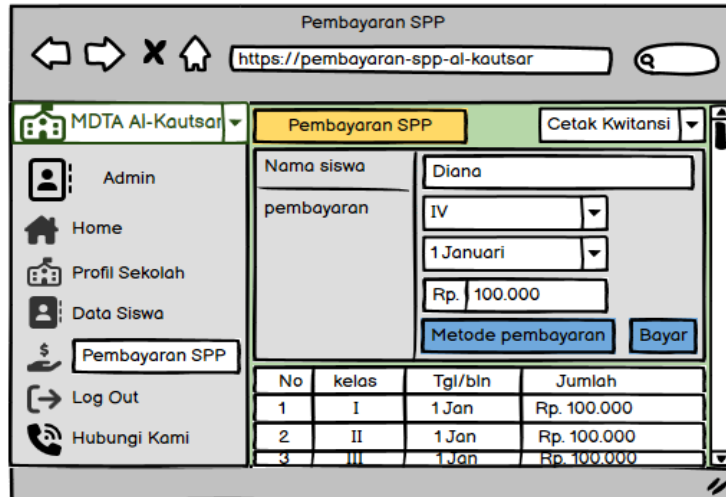 Pembayaran SPP
https://pembayaran-spp-al-kautsar
MDTA Al-Kautsar
Pembayaran SPP
Cetak Kwitansi
Admin
Home
Profil Sekolah
Data Siswa
Pembayaran SPP
Log Out
Hubungi Kami
Nama siswa
Diana
pembayaran
IV
1 Januari
Rp. 100.000
Metode pembayaran
Bayar
No kelas Tgl/bln Jumlah
1 I 1 Jan Rp. 100.000
2 II 1 Jan Rp. 100.000
3 III 1 Jan Rp. 100.000